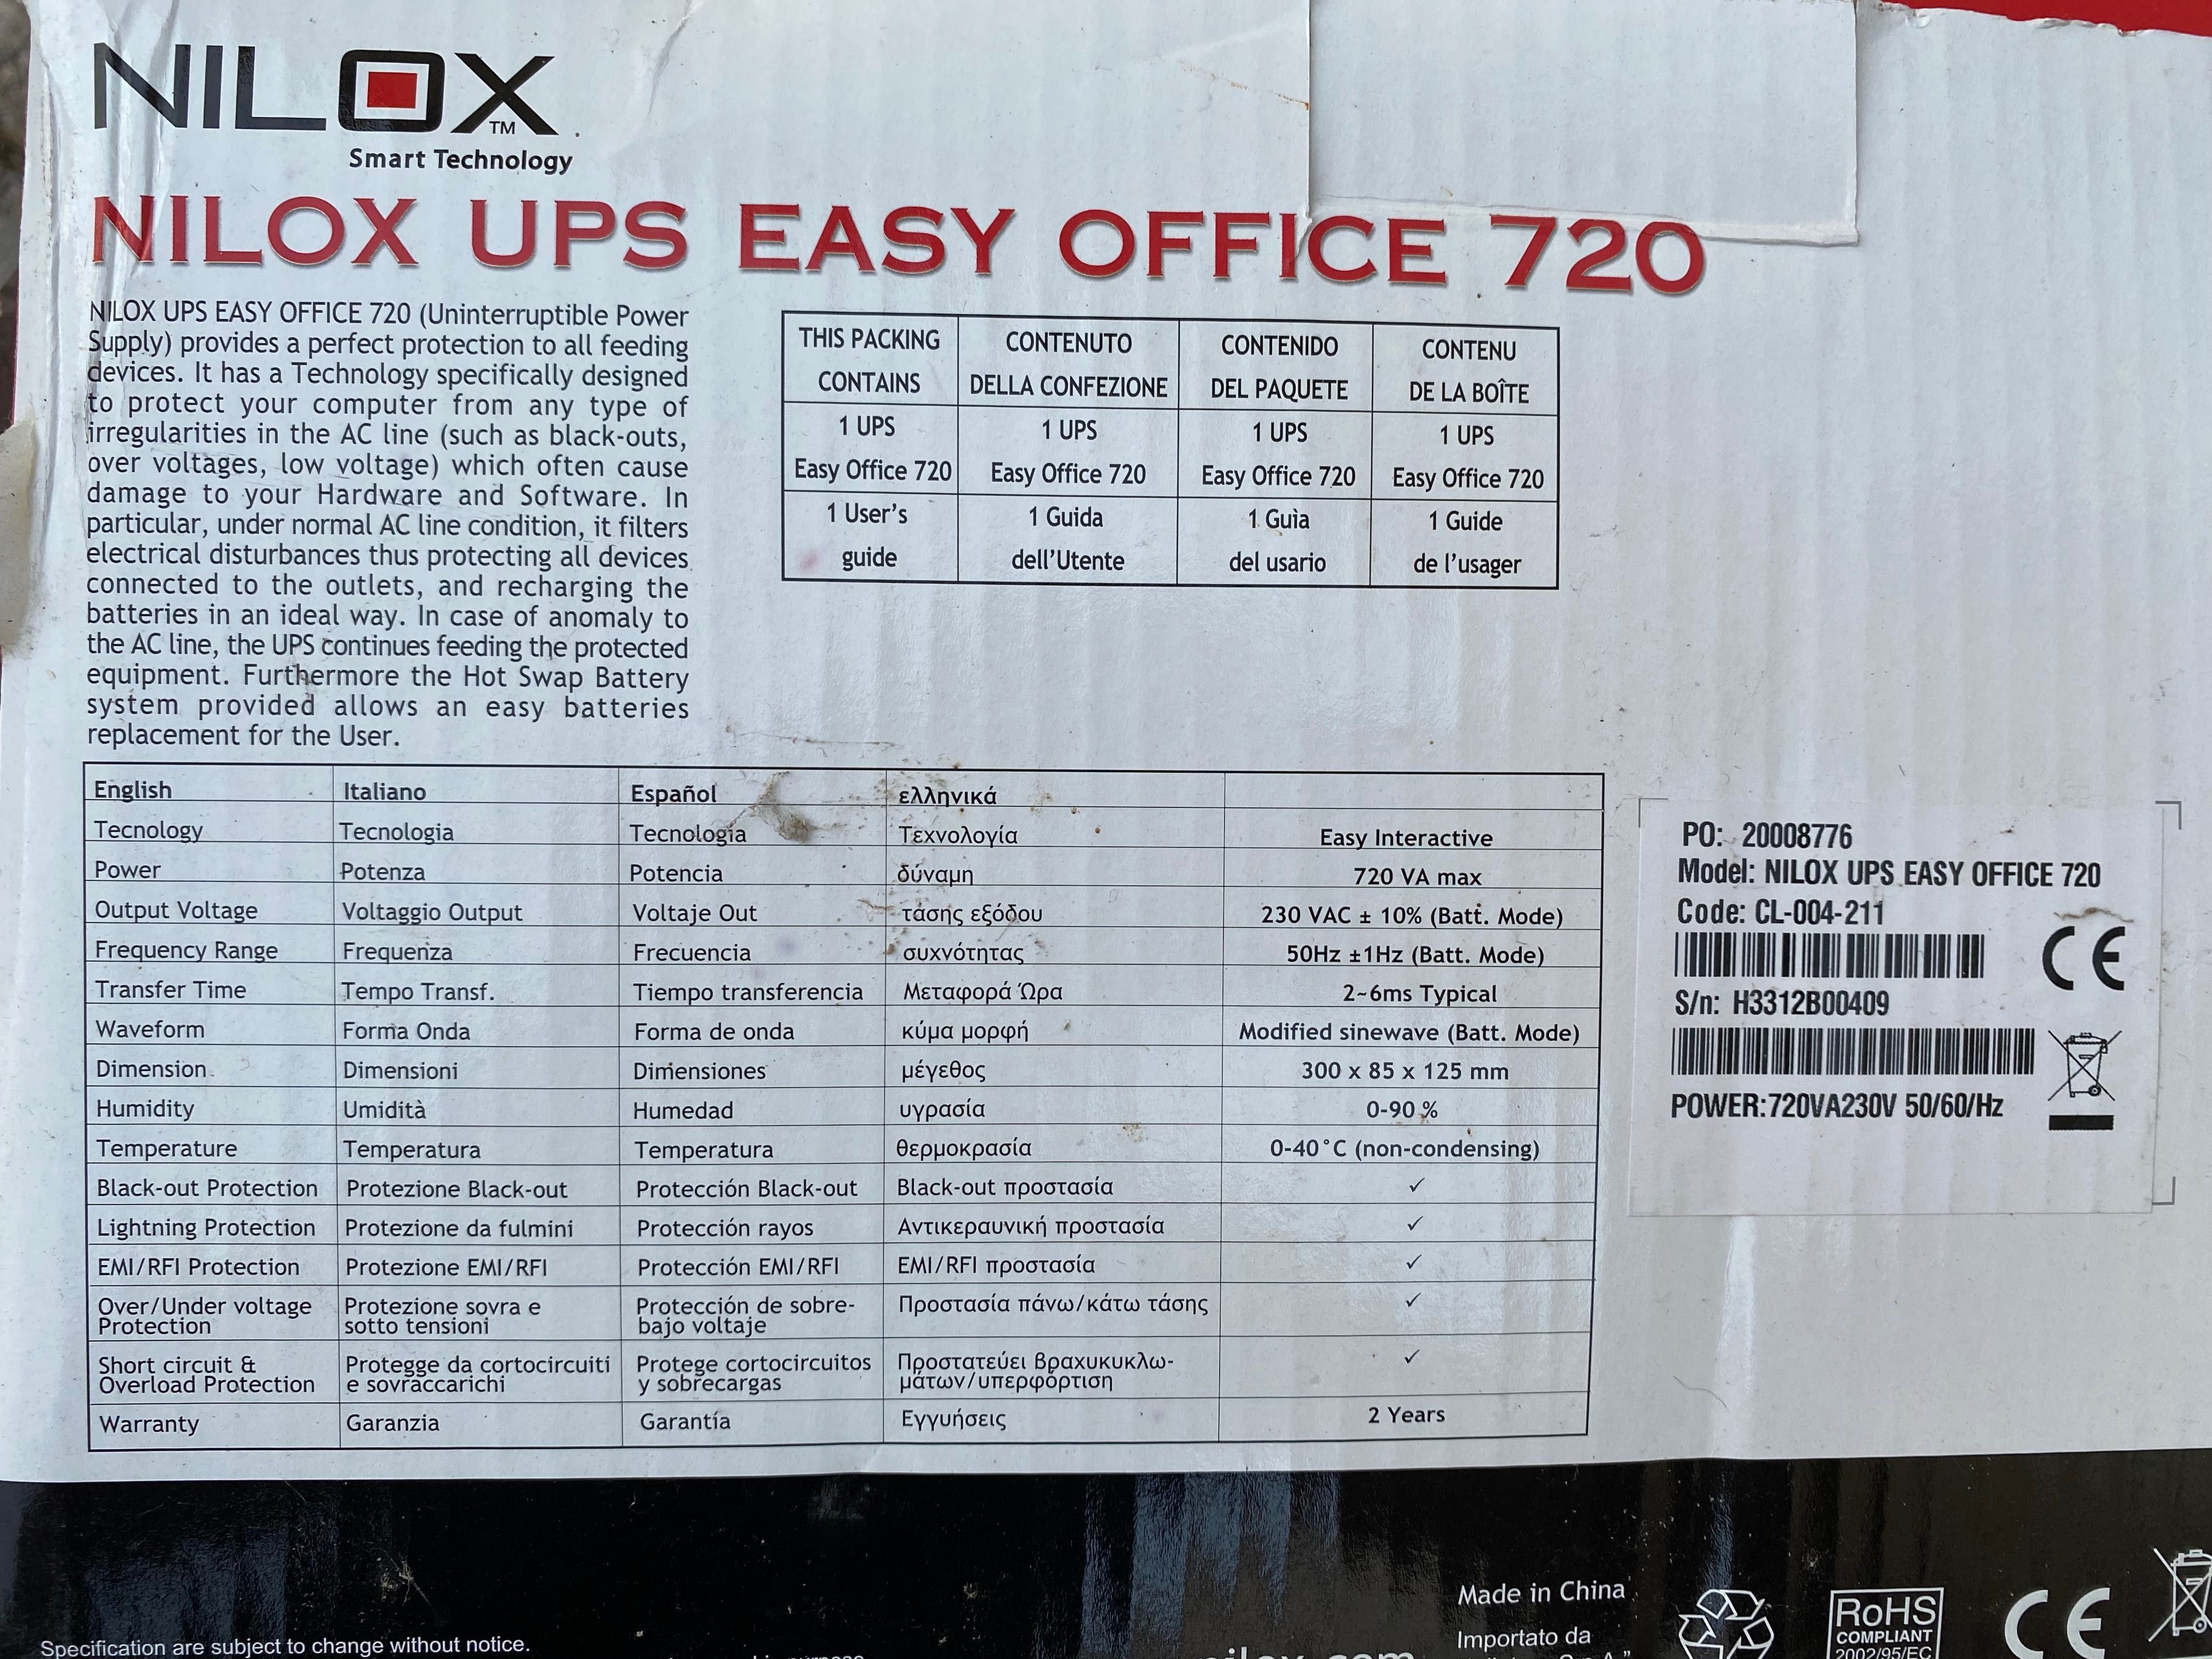 NILOX
TM
Smart Technology
NILOX UPS EASY OFFICE 720
NILOX UPS EASY OFFICE 720 (Uninterruptible Power
Supply) provides a perfect protection to all feeding
devices. It has a Technology specifically designed
to protect your computer from any type of
irregularities in the AC line (such as black-outs,
over voltages, low voltage) which often cause
damage to your Hardware and Software. In
particular, under normal AC line condition, it filters
electrical disturbances thus protecting all devices
connected to the outlets, and recharging the
batteries in an ideal way. In case of anomaly to
the AC line, the UPS continues feeding the protected
equipment. Furthermore the Hot Swap Battery
system provided allows an easy batteries
replacement for the User.
THIS PACKING CONTENUTO CONTENIDO CONTENU
CONTAINS DELLA CONFEZIONE DEL PAQUETE DE LA BOÎTE
1 UPS 1 UPS 1 UPS 1 UPS
Easy Office 720 Easy Office 720 Easy Office 720 Easy Office 720
1 User's 1 Guida 1 Guìa 1 Guide
guide dell'Utente del usario de l'usager
English Italiano Español ελληνικά
Tecnology Tecnologia Tecnologia Τεχνολογία Easy Interactive
Power Potenza Potencia δύναμη 720 VA max
Output Voltage Voltaggio Output Voltaje Out τάσης εξόδου 230 VAC ± 10% (Batt. Mode)
Frequency Range Frequenza Frecuencia συχνότητας 50Hz ±1Hz (Batt. Mode)
Transfer Time Tempo Transf. Tiempo transferencia Μεταφορά Ώρα 2~6ms Typical
Waveform Forma Onda Forma de onda κύμα μορφή Modified sinewave (Batt. Mode)
Dimension Dimensioni Dimensiones μέγεθος 300 x 85 x 125 mm
Humidity Umidità Humedad υγρασία 0-90 %
Temperature Temperatura Temperatura θερμοκρασία 0-40°C (non-condensing)
Black-out Protection Protezione Black-out Protección Black-out Black-out προστασία ✓
Lightning Protection Protezione da fulmini Protección rayos Αντικεραυνική προστασία ✓
EMI/RFI Protection Protezione EMI/RFI Protección EMI/RFI EMI/RFI προστασία ✓
Over/Under voltage Protezione sovra e Protección de sobre- Προστασία πάνω/κάτω τάσης ✓
Protection sotto tensioni bajo voltaje
Short circuit & Protegge da cortocircuiti Protege cortocircuitos Προστατεύει βραχυκυκλω- ✓
Overload Protection e sovraccarichi y sobrecargas μάτων/υπερφόρτιση
Warranty Garanzia Garantía Εγγυήσεις 2 Years
PO: 20008776
Model: NILOX UPS EASY OFFICE 720
Code: CL-004-211
CE
S/n: H3312B00409
POWER:720VA230V 50/60/Hz
Specification are subject to change without notice.
nilox.com
Made in China
Importato da
RoHS
COMPLIANT
2002/95/EC
CE